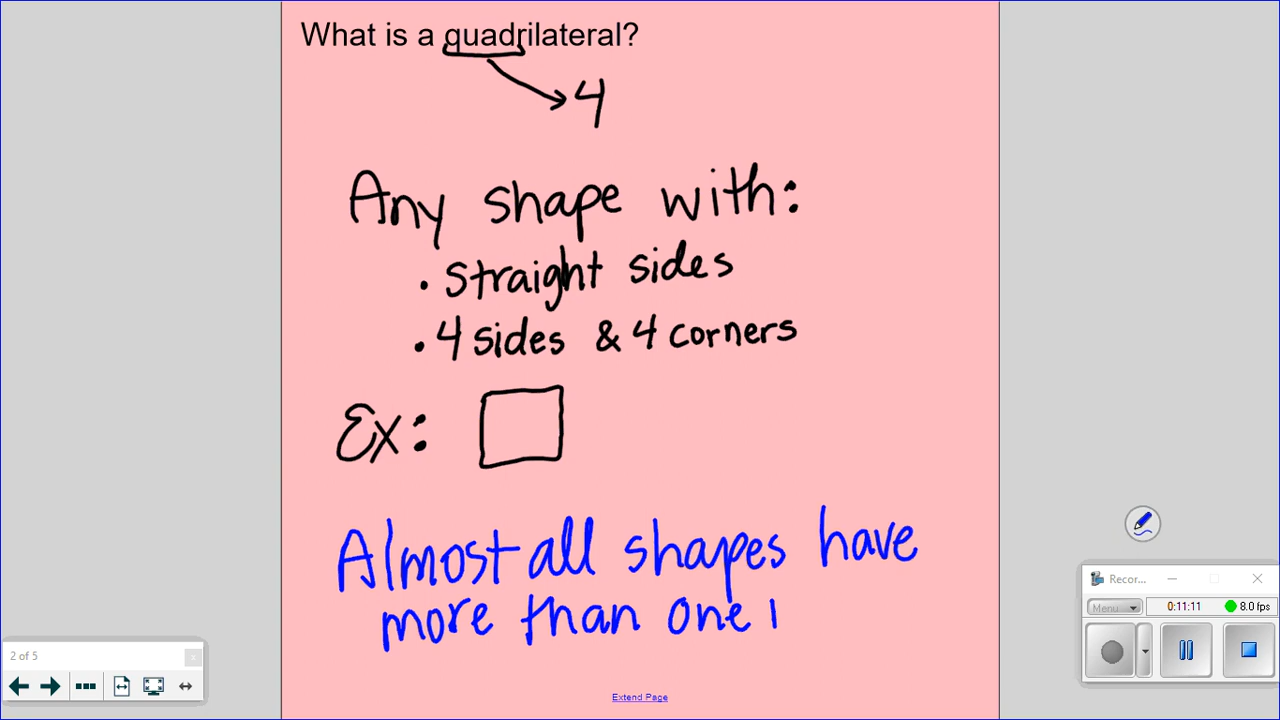 What is a quadrilateral?
4
Any shape with:
• straight sides
• 4 sides & 4 corners
Ex:
Almost all shapes have
more than one
Extend Page
2 of 5
Recor...
Menu
0:11:11
8.0 fps